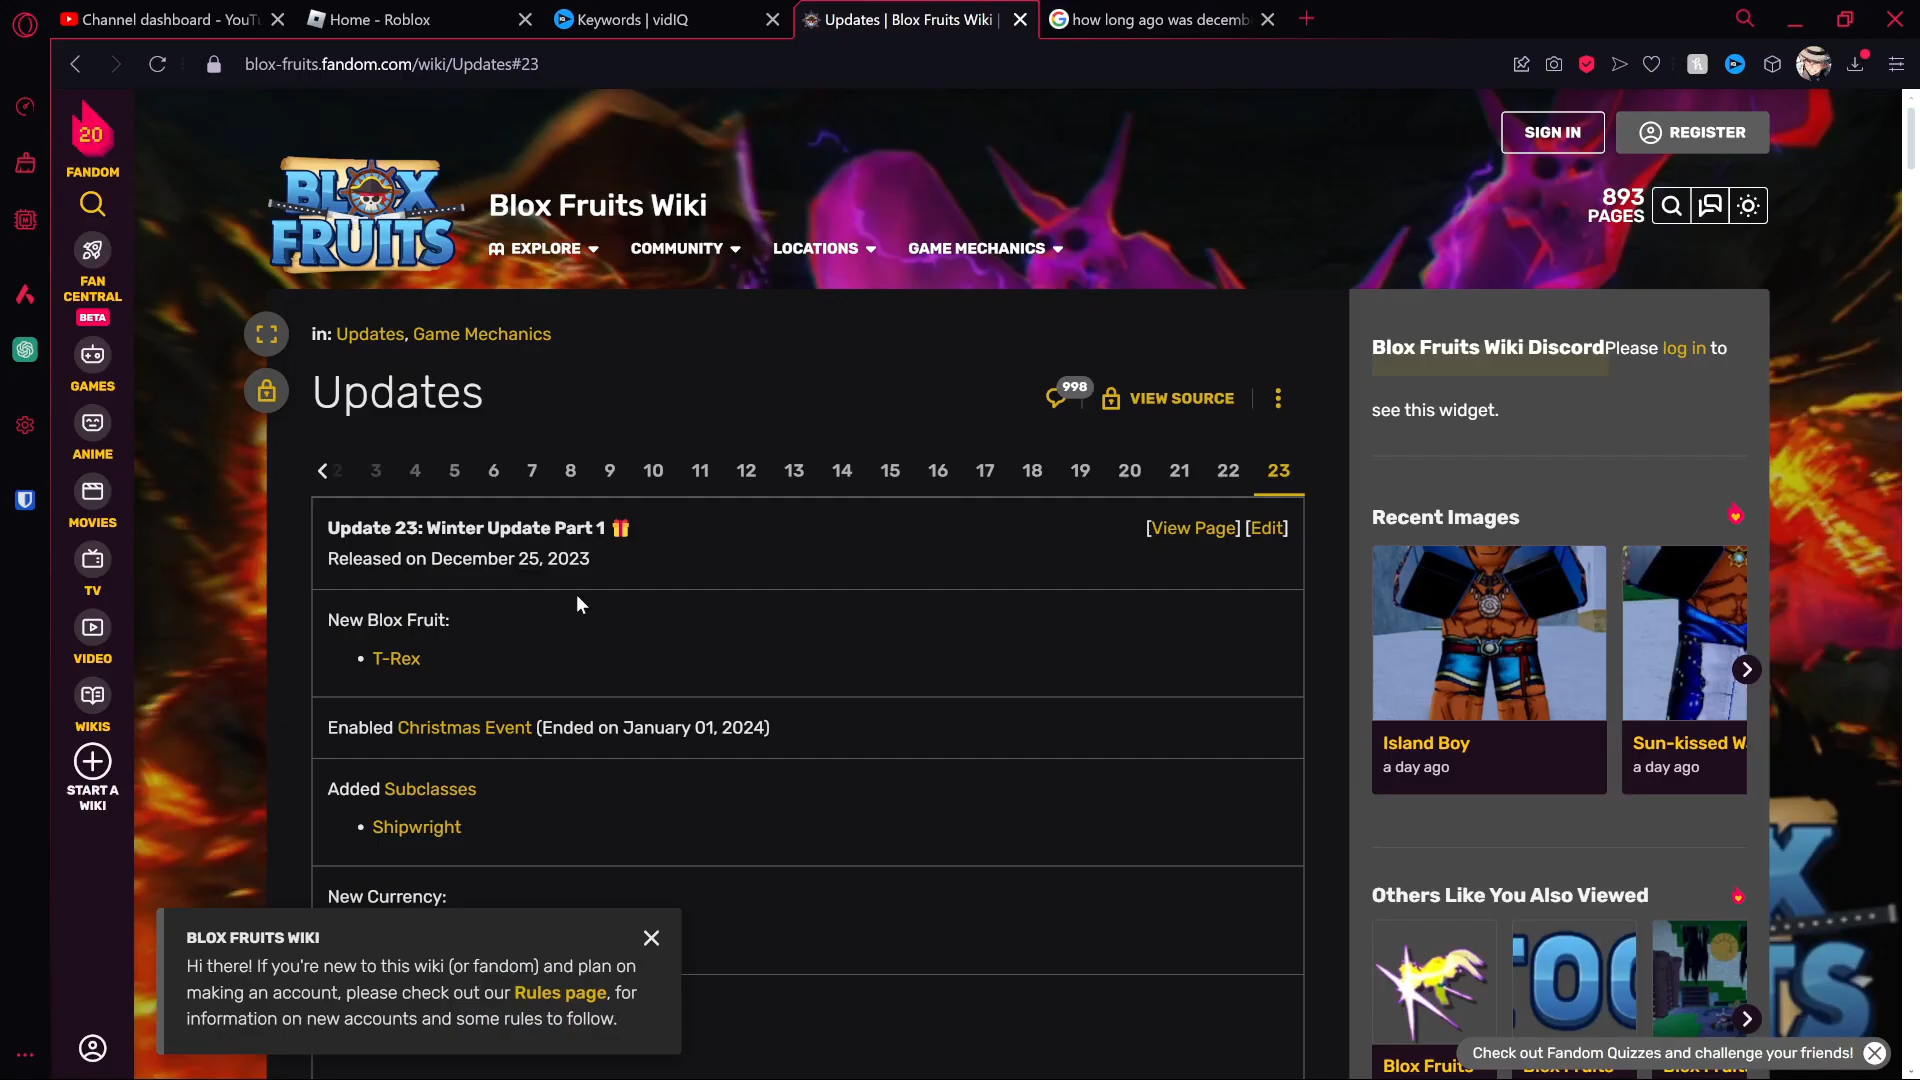 Channel dashboard - YouTu
Home - Roblox
Keywords | vidIQ
Updates | Blox Fruits Wiki |
how long ago was decemb
blox-fruits.fandom.com/wiki/Updates#23
20
FANDOM
FAN
CENTRAL
BETA
GAMES
ANIME
MOVIES
TV
VIDEO
WIKIS
START A
WIKI
SIGN IN
REGISTER
BLOX
FRUITS
Blox Fruits Wiki
893
PAGES
EXPLORE
COMMUNITY
LOCATIONS
GAME MECHANICS
in: Updates, Game Mechanics
Updates
998
VIEW SOURCE
2 3 4 5 6 7 8 9 10 11 12 13 14 15 16 17 18 19 20 21 22 23
Update 23: Winter Update Part 1 🎁
[View Page] [Edit]
Released on December 25, 2023
New Blox Fruit:
• T-Rex
Enabled Christmas Event (Ended on January 01, 2024)
Added Subclasses
• Shipwright
New Currency:
BLOX FRUITS WIKI
Hi there! If you're new to this wiki (or fandom) and plan on
making an account, please check out our Rules page, for
information on new accounts and some rules to follow.
Blox Fruits Wiki DiscordPlease log in to
see this widget.
Recent Images
Island Boy
a day ago
Sun-kissed W
a day ago
Others Like You Also Viewed
Blox Fruits
Check out Fandom Quizzes and challenge your friends!